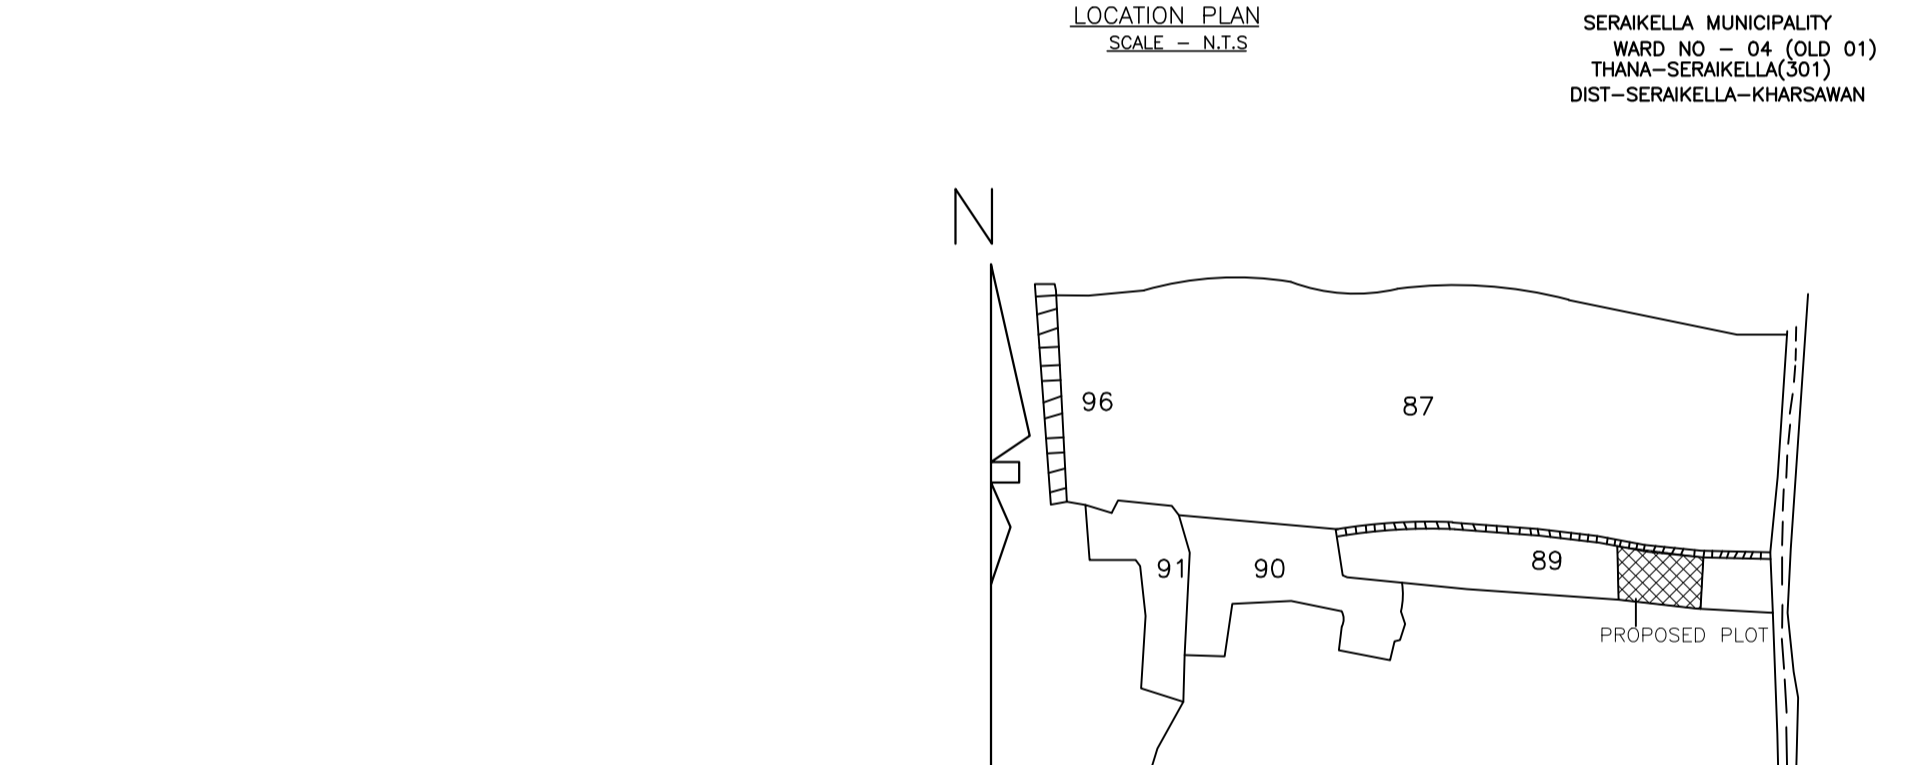 LOCATION PLAN
SCALE - N.T.S
SERAIKELLA MUNICIPALITY
WARD NO - 04 (OLD 01)
THANA-SERAIKELLA(301)
DIST-SERAIKELLA-KHARSAWAN
N
96
87
91
90
89
PROPOSED PLOT